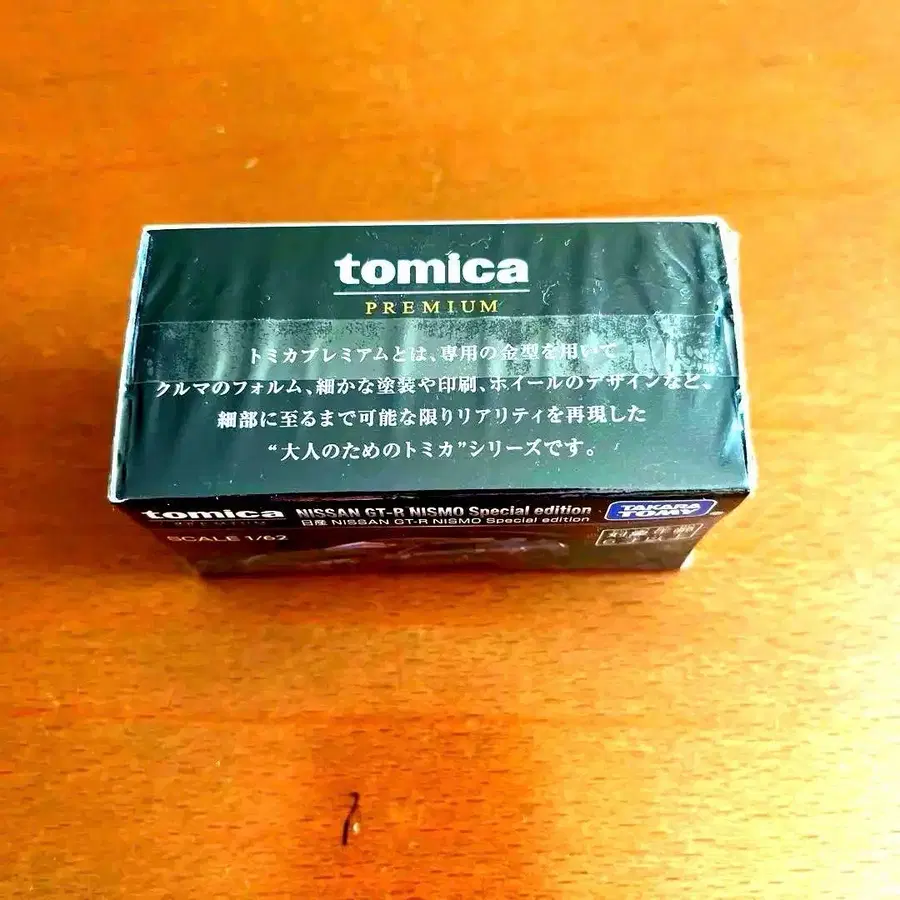 tomica
PREMIUM
トミカプレミアムとは、専用の金型を用いて
クルマのフォルム、細かな塗装や印刷、ホイールのデザインなど、
細部に至るまで可能な限りリアリティを再現した
“大人のためのトミカ”シリーズです。
tomica
PREMIUM
NISSAN GT-R NISMO Special edition
日産 NISSAN GT-R NISMO Special edition
TAKARA
TOMY
SCALE 1/62